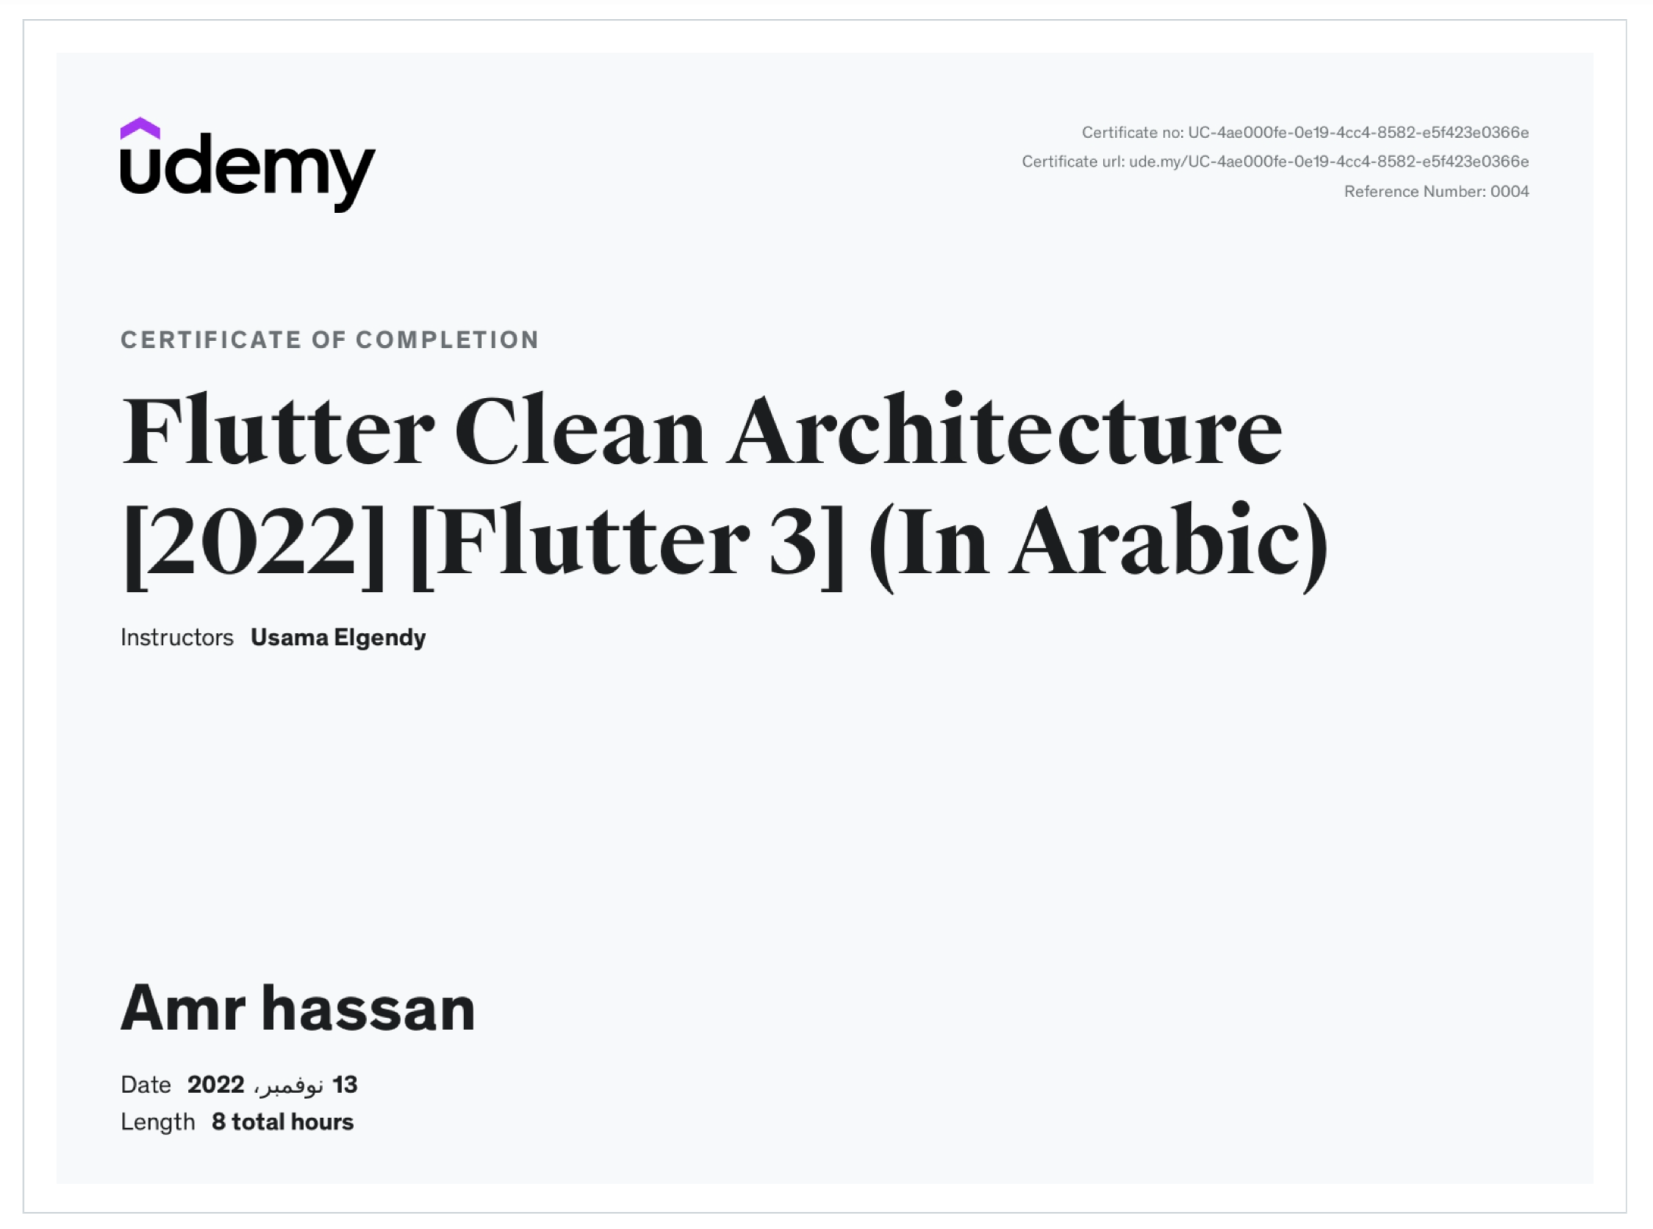 udemy
Certificate no: UC-4ae000fe-0e19-4cc4-8582-e5f423e0366e
Certificate url: ude.my/UC-4ae000fe-0e19-4cc4-8582-e5f423e0366e
Reference Number: 0004
CERTIFICATE OF COMPLETION
Flutter Clean Architecture
[2022] [Flutter 3] (In Arabic)
Instructors Usama Elgendy
Amr hassan
Date 13 نوفمبر، 2022
Length 8 total hours